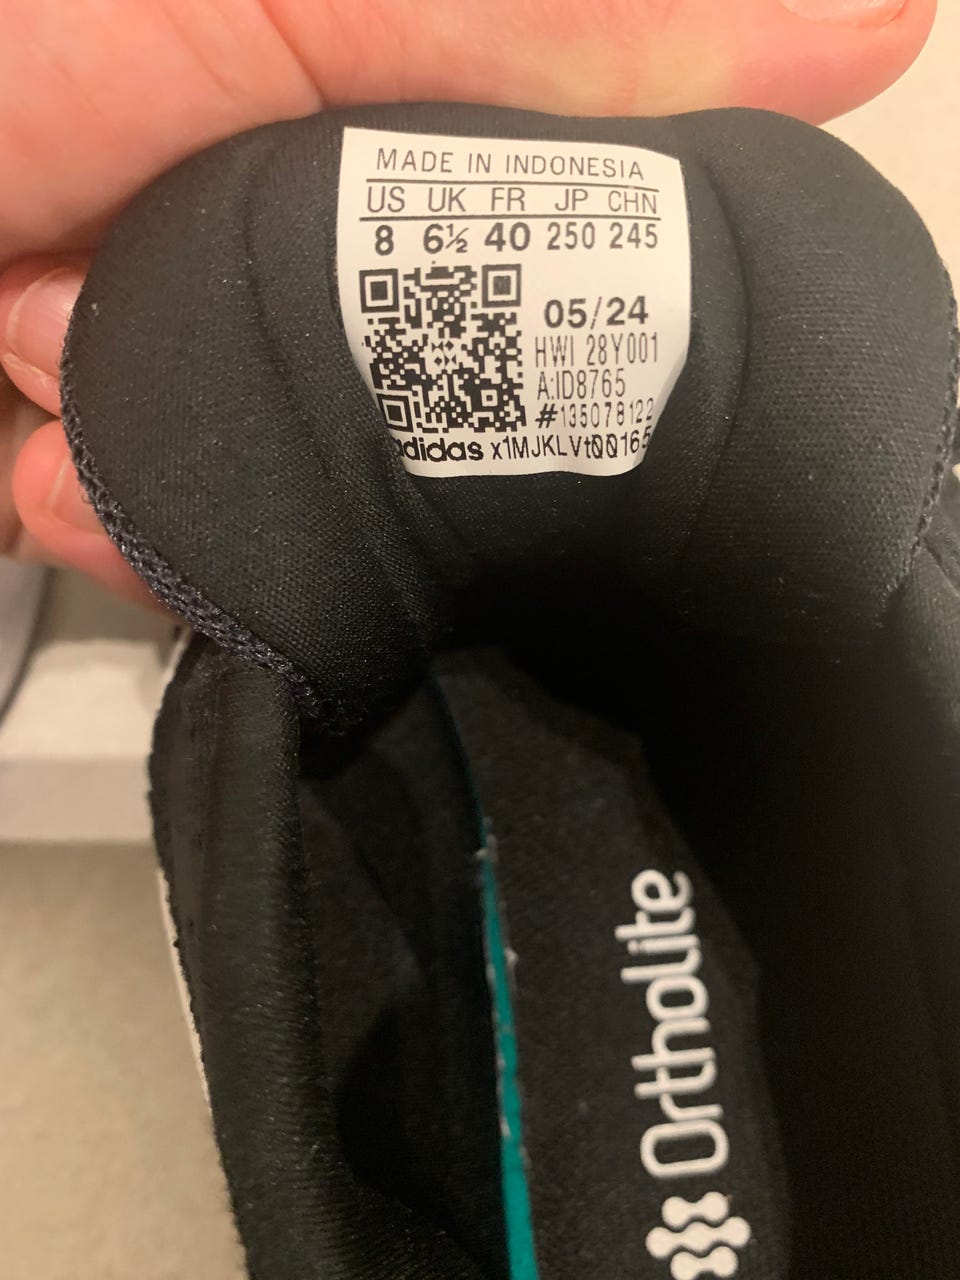 MADE IN INDONESIA
US UK FR JP CHN
8 6½ 40 250 245
05/24
HWI 28Y001
A:ID8765
#135078122
adidas x1MJKLVt00165
Ortholite